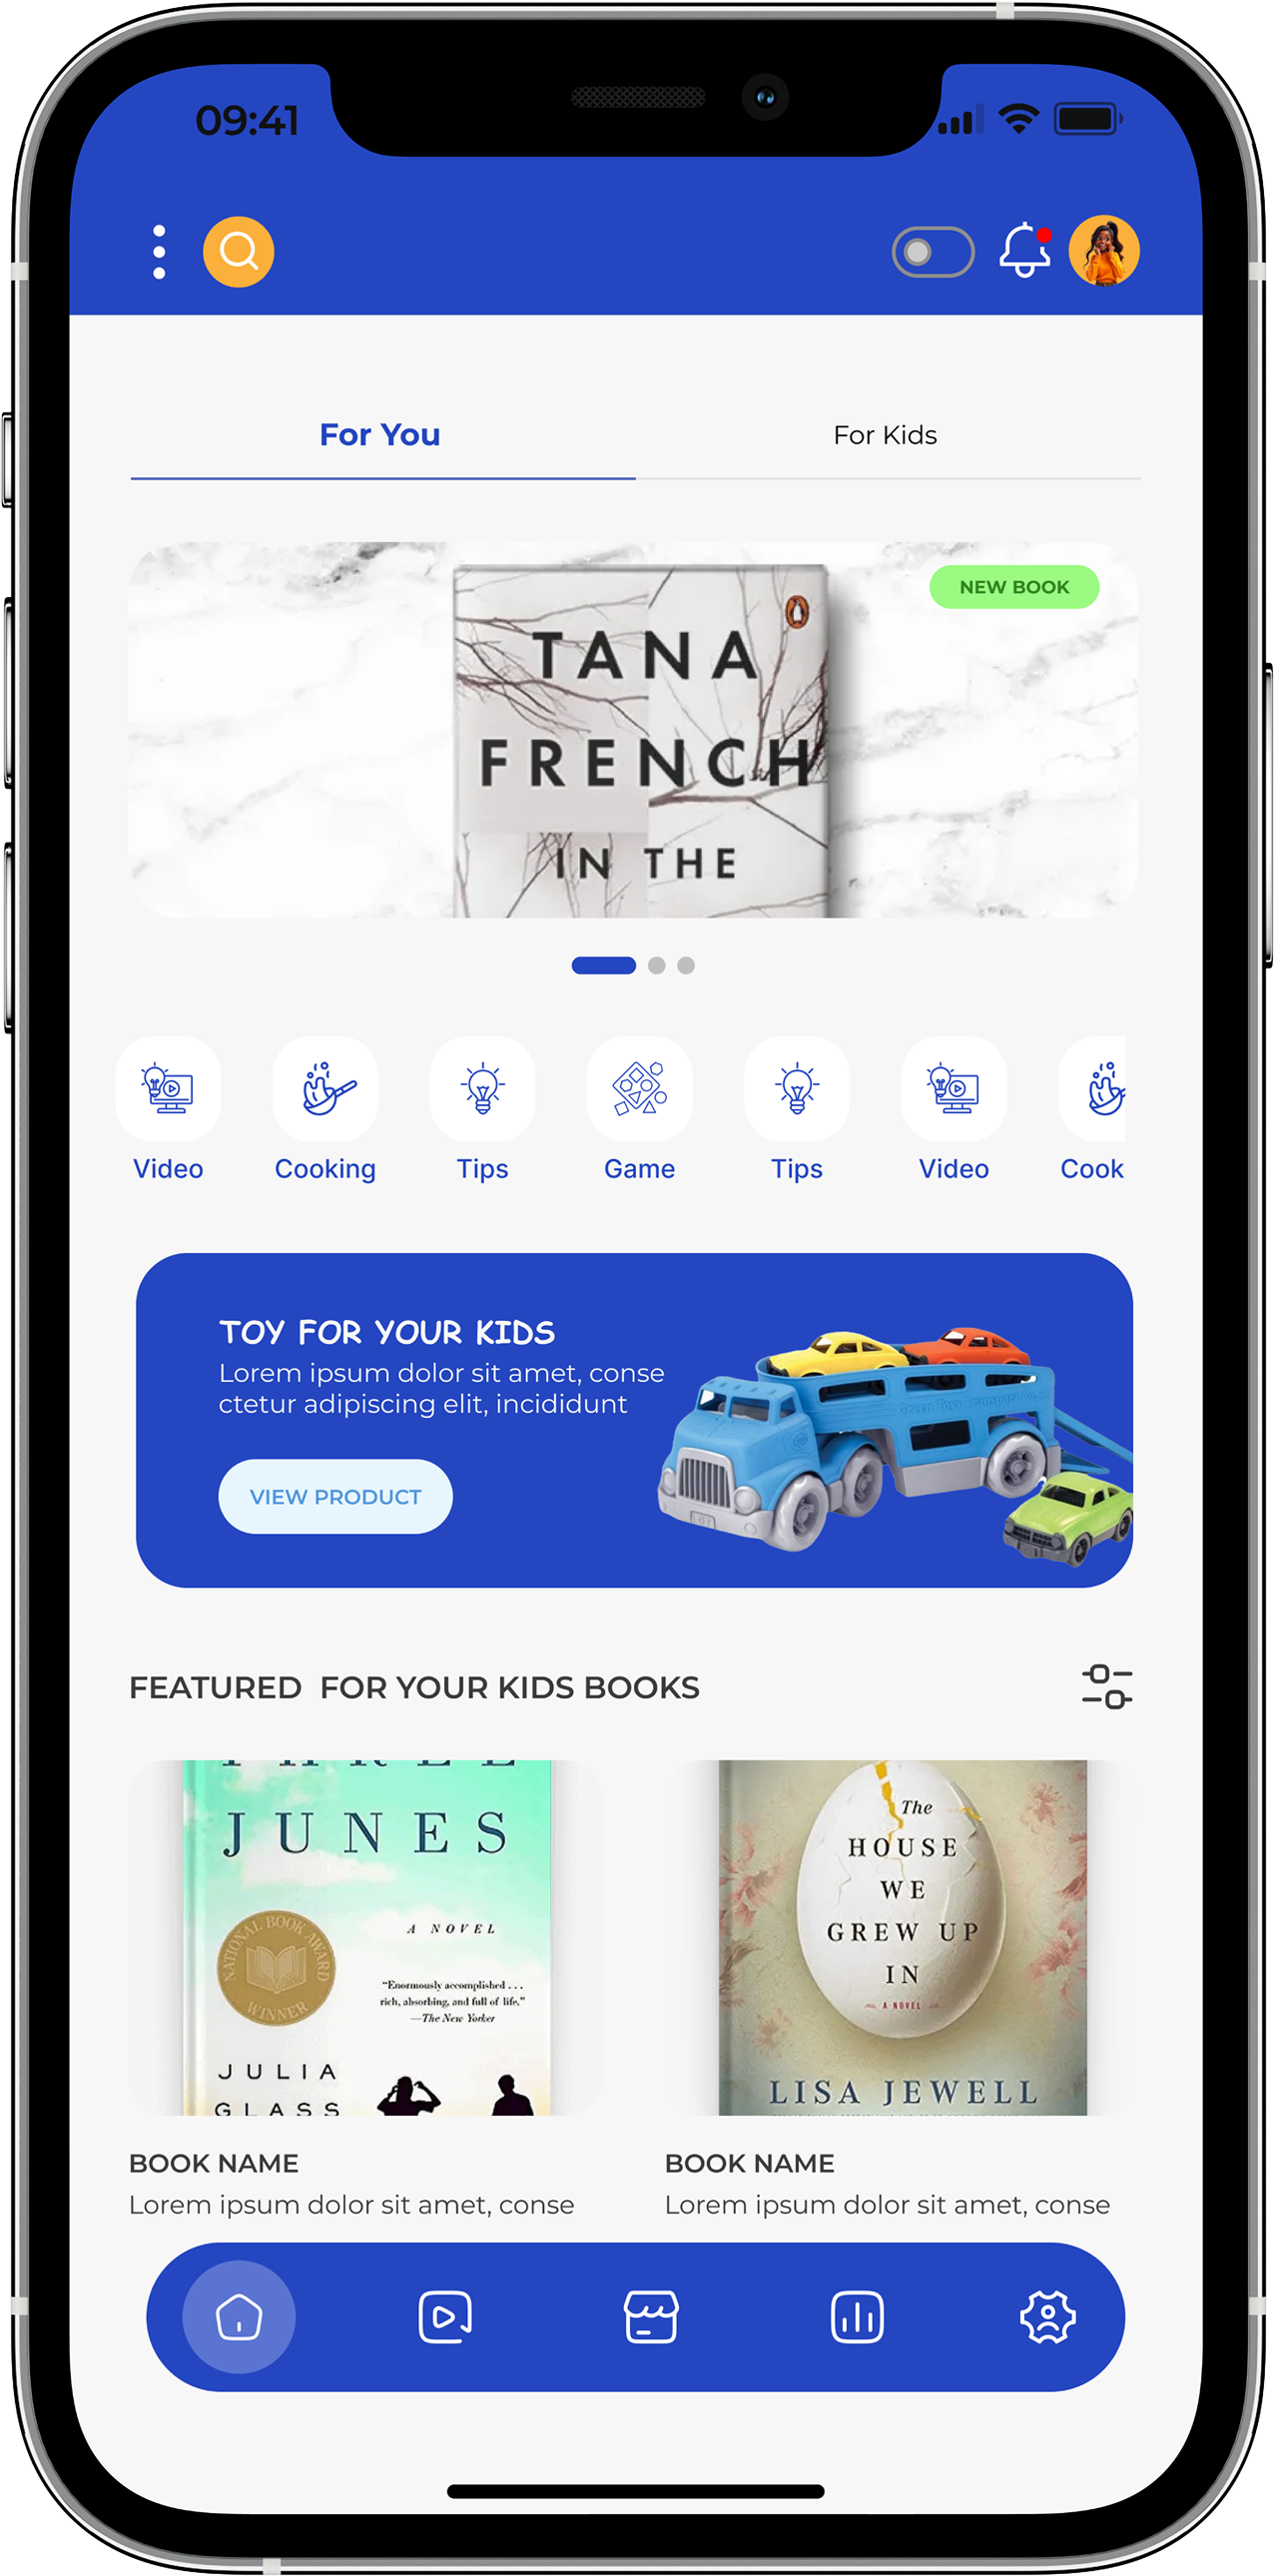 09:41
For You
For Kids
NEW BOOK
TANA
FRENCH
IN THE
Video
Cooking
Tips
Game
Tips
Video
Cook
TOY FOR YOUR KIDS
Lorem ipsum dolor sit amet, conse
ctetur adipiscing elit, incididunt
VIEW PRODUCT
FEATURED FOR YOUR KIDS BOOKS
THREE
JUNES
A NOVEL
NATIONAL BOOK AWARD
WINNER
“Enormously accomplished . . .
rich, absorbing, and full of life.”
—The New Yorker
JULIA
GLASS
The
HOUSE
WE
GREW UP
IN
A NOVEL
LISA JEWELL
BOOK NAME
Lorem ipsum dolor sit amet, conse
BOOK NAME
Lorem ipsum dolor sit amet, conse